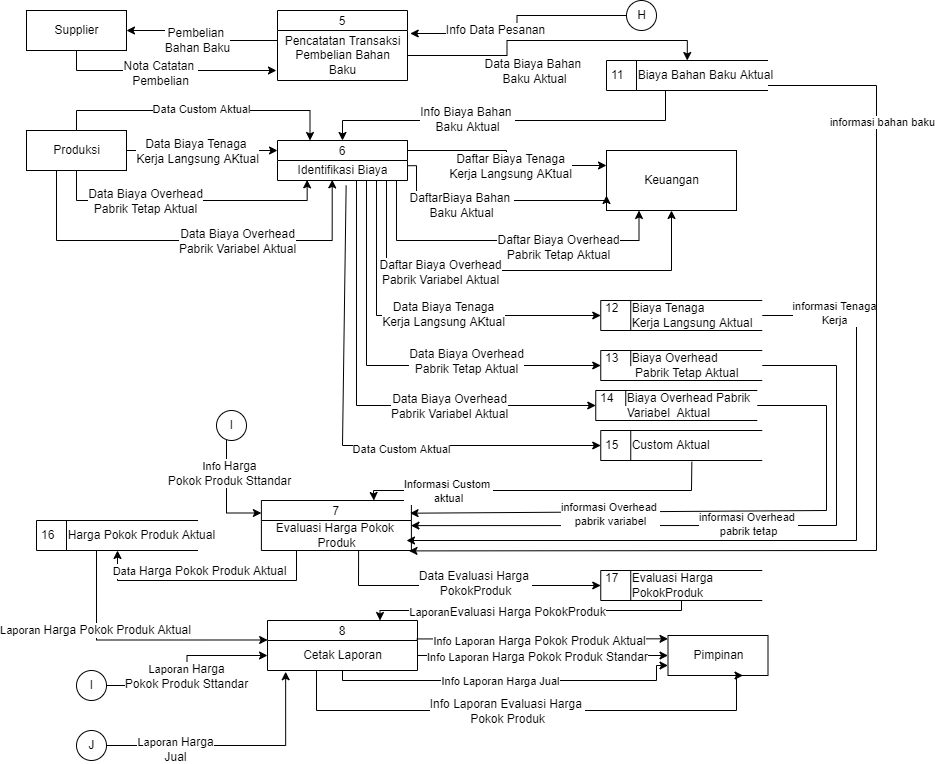 Supplier
Pembelian
Bahan Baku
5
Pencatatan Transaksi
Pembelian Bahan
Baku
Info Data Pesanan
H
Nota Catatan
Pembelian
Data Biaya Bahan
Baku Aktual
11
Biaya Bahan Baku Aktual
Data Custom Aktual
Info Biaya Bahan
Baku Aktual
informasi bahan baku
Produksi
Data Biaya Tenaga
Kerja Langsung AKtual
6
Identifikasi Biaya
Daftar Biaya Tenaga
Kerja Langsung AKtual
Keuangan
Data Biaya Overhead
Pabrik Tetap Aktual
DaftarBiaya Bahan
Baku Aktual
Data Biaya Overhead
Pabrik Variabel Aktual
Daftar Biaya Overhead
Pabrik Tetap Aktual
Daftar Biaya Overhead
Pabrik Variabel Aktual
Data Biaya Tenaga
Kerja Langsung AKtual
12
Biaya Tenaga
Kerja Langsung Aktual
informasi Tenaga
Kerja
Data Biaya Overhead
Pabrik Tetap Aktual
13
Biaya Overhead
Pabrik Tetap Aktual
Data Biaya Overhead
Pabrik Variabel Aktual
14
Biaya Overhead Pabrik
Variabel Aktual
I
Data Custom Aktual
15
Custom Aktual
Info Harga
Pokok Produk Sttandar
Informasi Custom
aktual
7
Evaluasi Harga Pokok
Produk
informasi Overhead
pabrik variabel
informasi Overhead
pabrik tetap
16
Harga Pokok Produk Aktual
Data Harga Pokok Produk Aktual
Data Evaluasi Harga
PokokProduk
17
Evaluasi Harga
PokokProduk
LaporanEvaluasi Harga PokokProduk
Laporan Harga Pokok Produk Aktual
8
Cetak Laporan
Info Laporan Harga Pokok Produk Aktual
Info Laporan Harga Pokok Produk Standar
Pimpinan
I
Laporan Harga
Pokok Produk Sttandar
Info Laporan Harga Jual
Info Laporan Evaluasi Harga
Pokok Produk
J
Laporan Harga
Jual